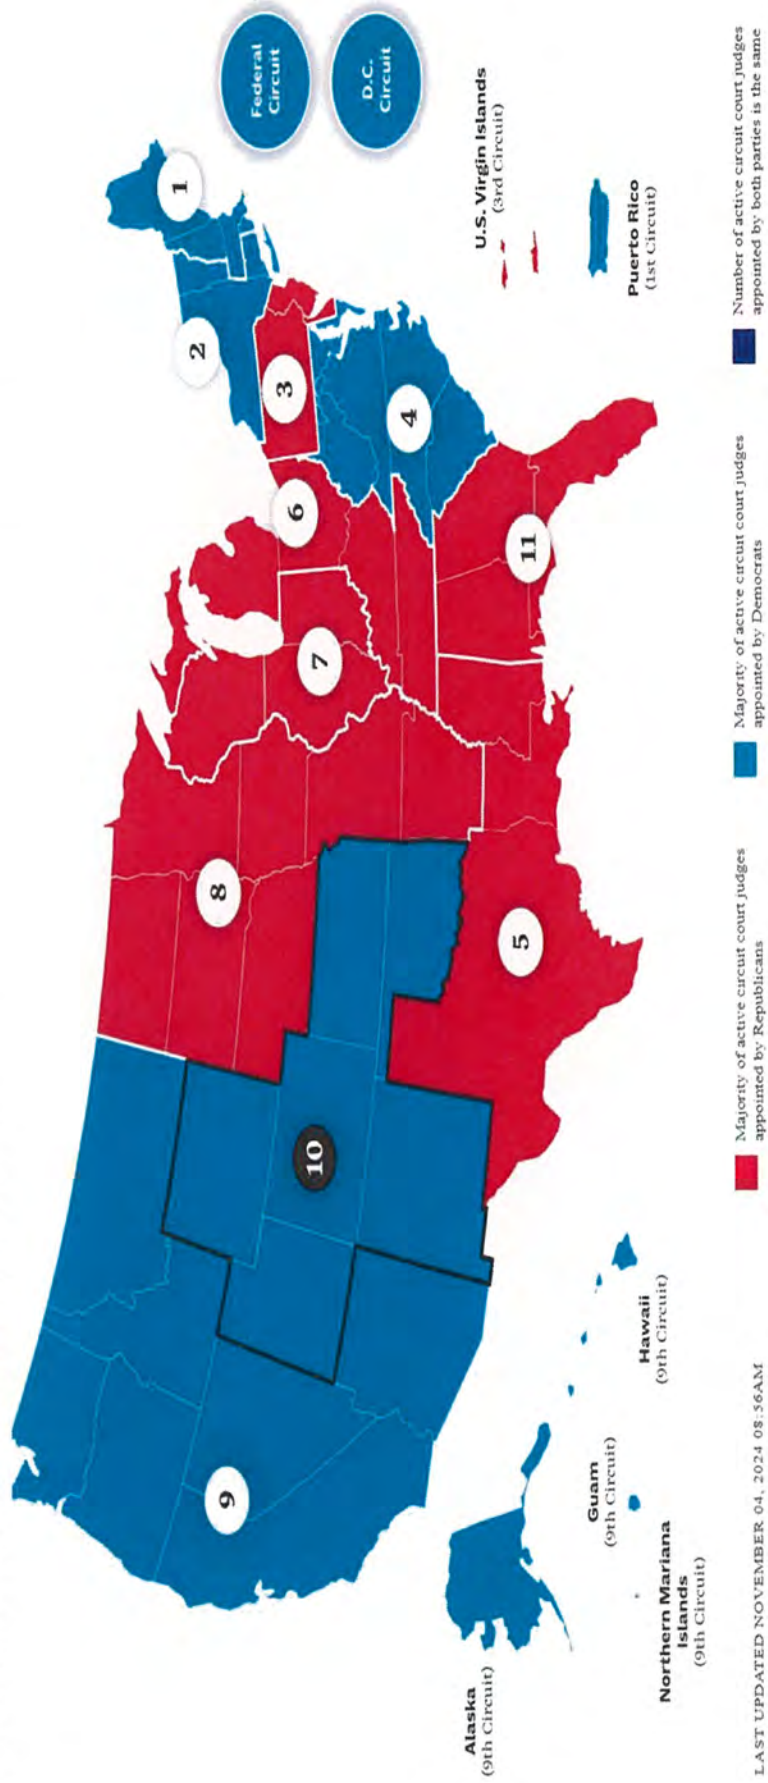 Federal
Circuit
D.C.
Circuit
1
2
3
4
5
6
7
8
9
10
11
U.S. Virgin Islands
(3rd Circuit)
Puerto Rico
(1st Circuit)
Alaska
(9th Circuit)
Guam
(9th Circuit)
Hawaii
(9th Circuit)
Northern Mariana
Islands
(9th Circuit)
Majority of active circuit court judges
appointed by Republicans
Majority of active circuit court judges
appointed by Democrats
Number of active circuit court judges
appointed by both parties is the same
LAST UPDATED NOVEMBER 04, 2024 08:56AM